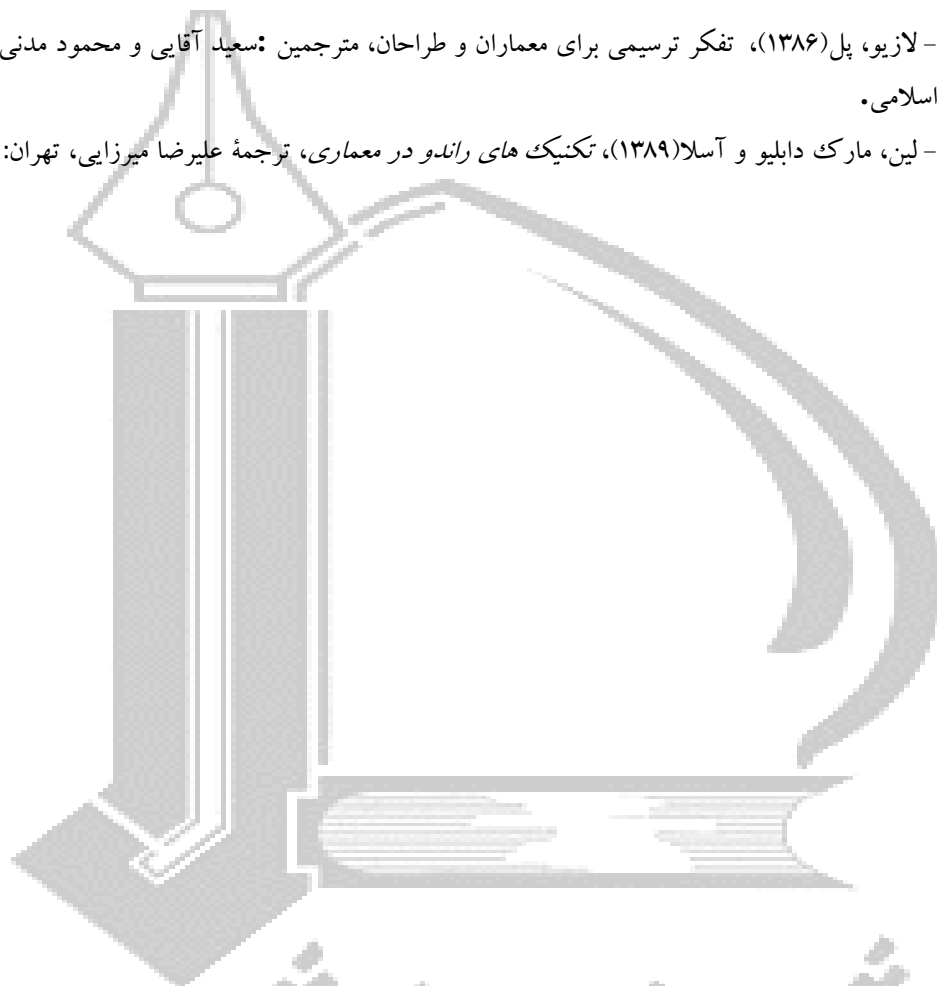 - لازیو، پل(۱۳۸۶)، تفکر ترسیمی برای معماران و طراحان، مترجمین :سعید آقایی و محمود مدنی
اسلامی.
- لین، مارک دابلیو و آسلا(۱۳۸۹)، تکنیک های راندو در معماری، ترجمۀ علیرضا میرزایی، تهران: